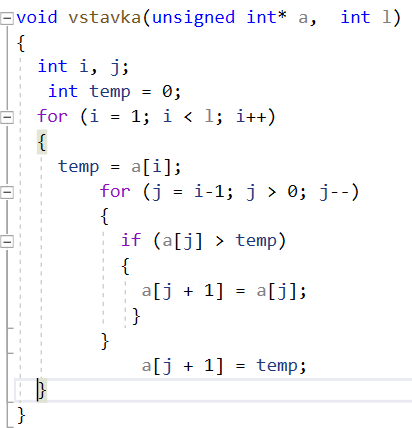 void vstavka(unsigned int* a,  int l)
{
  int i, j;
   int temp = 0;
  for (i = 1; i < l; i++)
  {
    temp = a[i];
        for (j = i-1; j > 0; j--)
        {
          if (a[j] > temp)
          {
            a[j + 1] = a[j];
           }
        }
            a[j + 1] = temp;
  }
}